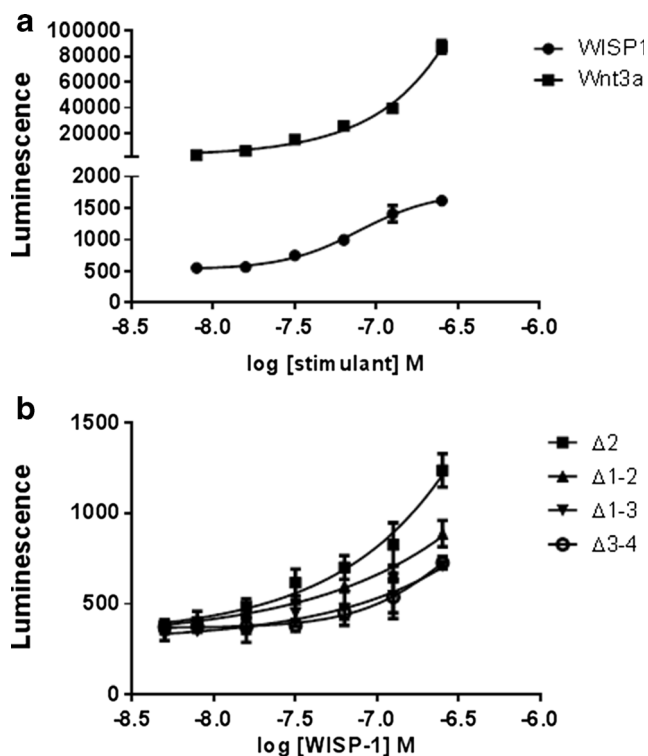 a
100000
80000
60000
40000
20000
2000
1500
1000
500
0
Luminescence
-8.5 -8.0 -7.5 -7.0 -6.5 -6.0
log [stimulant] M
WISP1
Wnt3a
b
1500
1000
500
0
Luminescence
-8.5 -8.0 -7.5 -7.0 -6.5 -6.0
log [WISP-1] M
Δ2
Δ1-2
Δ1-3
Δ3-4